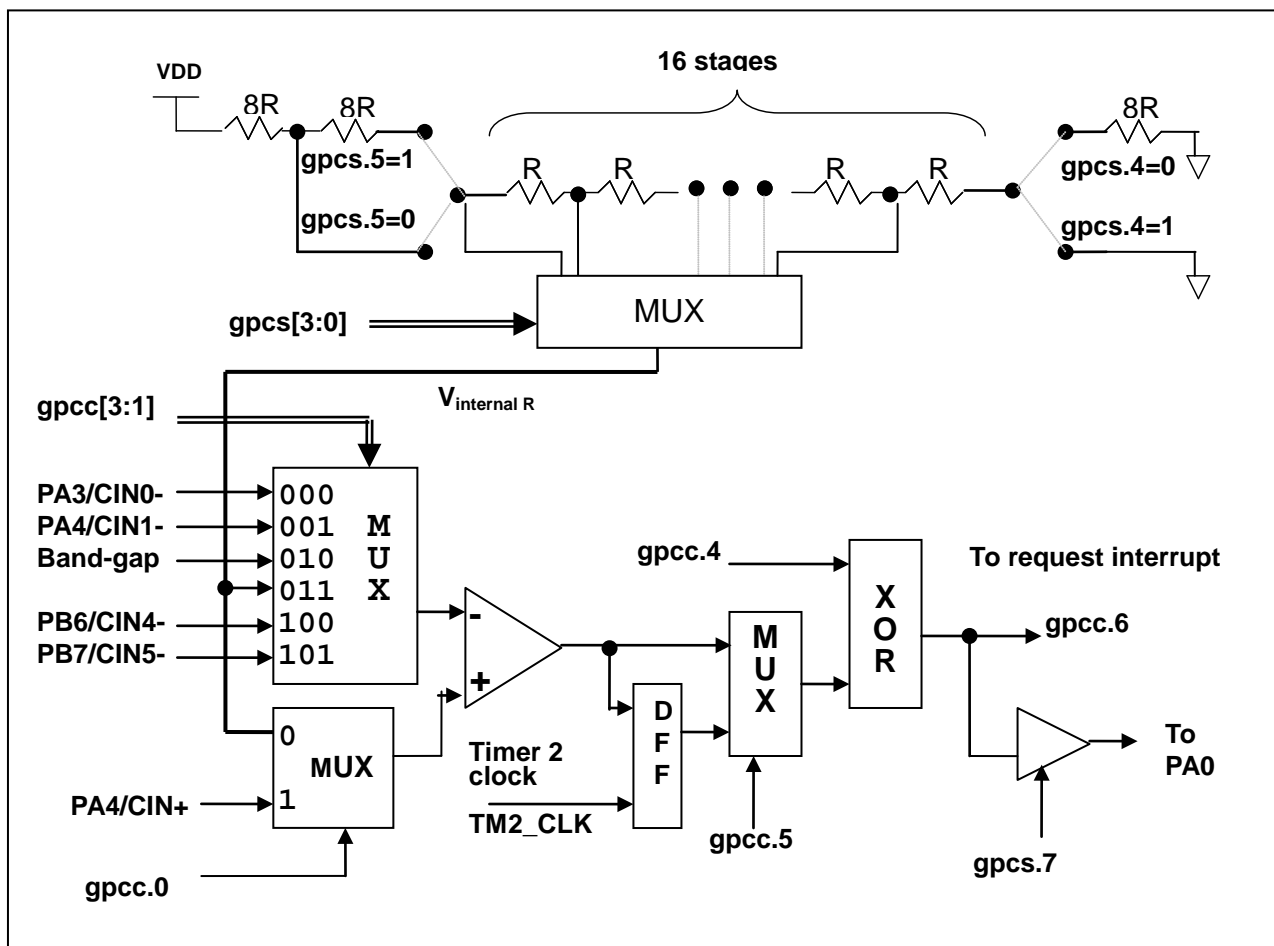 16 stages
VDD
8R
8R
8R
gpcs.5=1
gpcs.4=0
R
R
R
R
gpcs.5=0
gpcs.4=1
MUX
gpcs[3:0]
V internal R
gpcc[3:1]
PA3/CIN0-
000
PA4/CIN1-
001
Band-gap
010
011
PB6/CIN4-
100
PB7/CIN5-
101
M
U
X
-
+
gpcc.4
X
O
R
To request interrupt
gpcc.6
M
U
X
D
F
F
0
MUX
1
PA4/CIN+
gpcc.0
Timer 2
clock
TM2_CLK
gpcc.5
To
PA0
gpcs.7